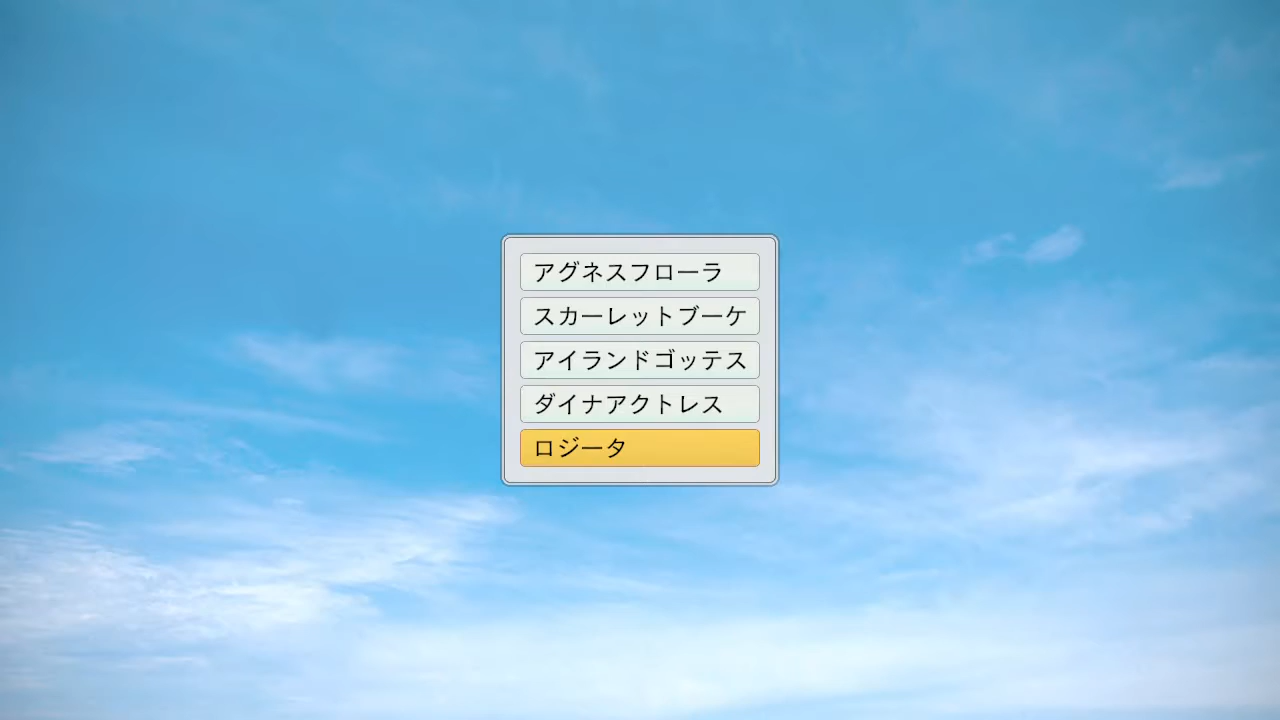 アグネスフローラ
スカーレットブーケ
アイランドゴッテス
ダイナアクトレス
ロジータ